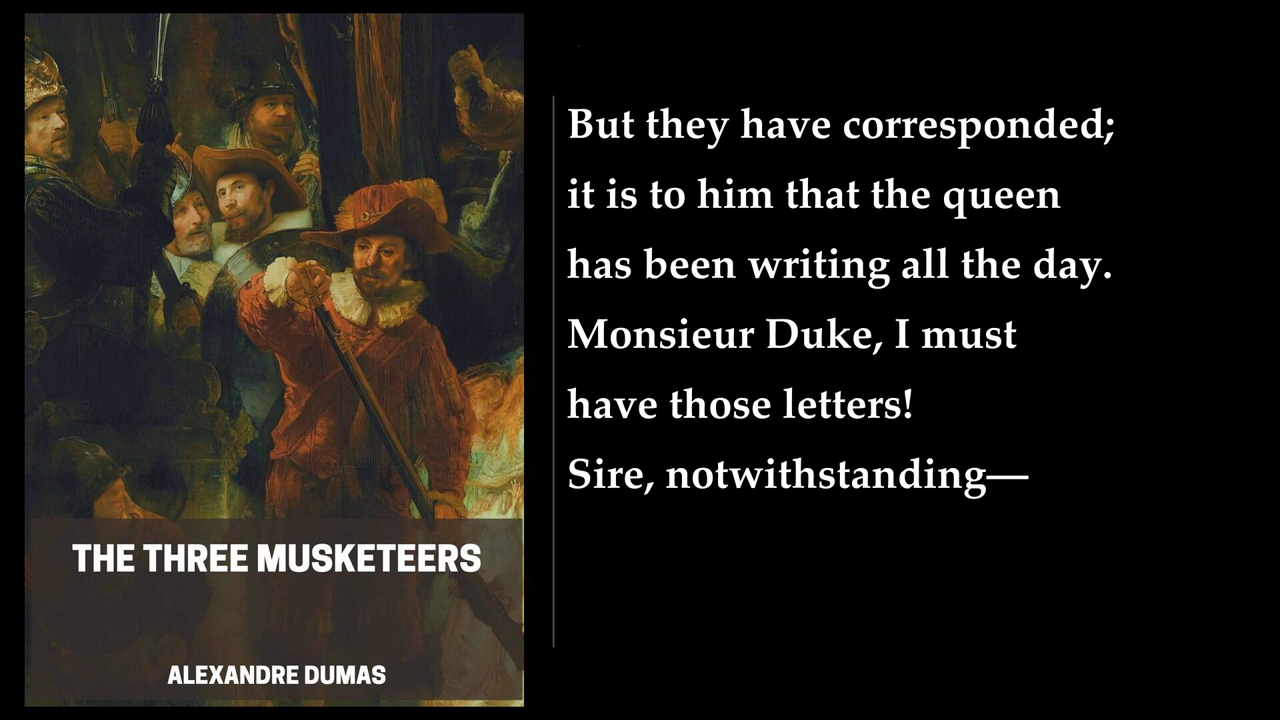 THE THREE MUSKETEERS
ALEXANDRE DUMAS
But they have corresponded;
it is to him that the queen
has been writing all the day.
Monsieur Duke, I must
have those letters!
Sire, notwithstanding—